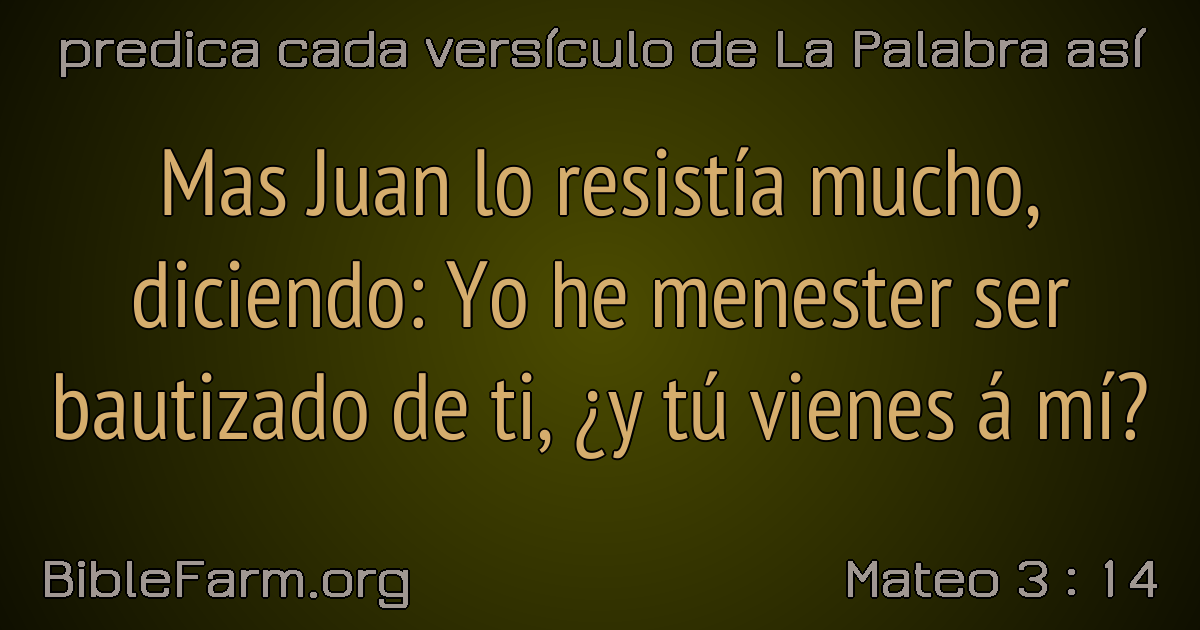 predica cada versículo de La Palabra así
Mas Juan lo resistía mucho,
diciendo: Yo he menester ser
bautizado de ti, ¿y tú vienes á mí?
BibleFarm.org
Mateo 3 : 14